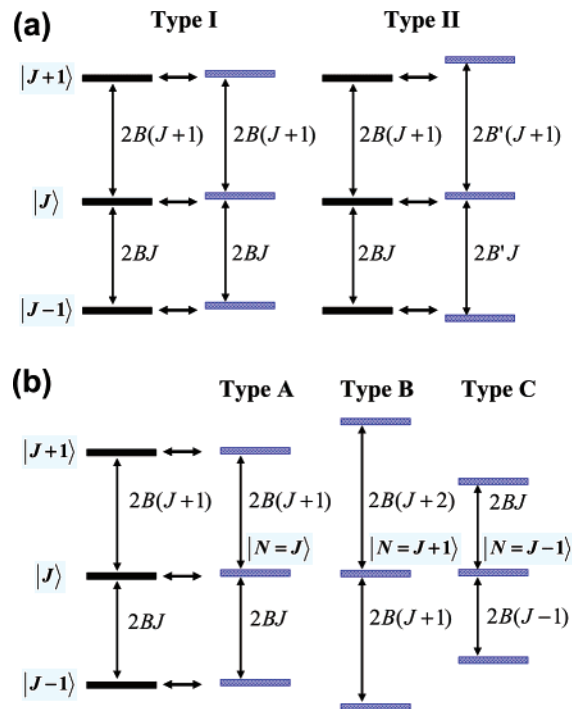 (a)
Type I Type II
|J+1⟩
2B(J+1) 2B(J+1) 2B(J+1) 2B'(J+1)
|J⟩
2BJ 2BJ 2BJ 2B'J
|J−1⟩
(b)
Type A Type B Type C
|J+1⟩
2B(J+1) 2B(J+1) 2B(J+2) 2BJ
|N=J⟩ |N=J+1⟩ |N=J−1⟩
|J⟩
2BJ 2BJ 2B(J+1) 2B(J−1)
|J−1⟩